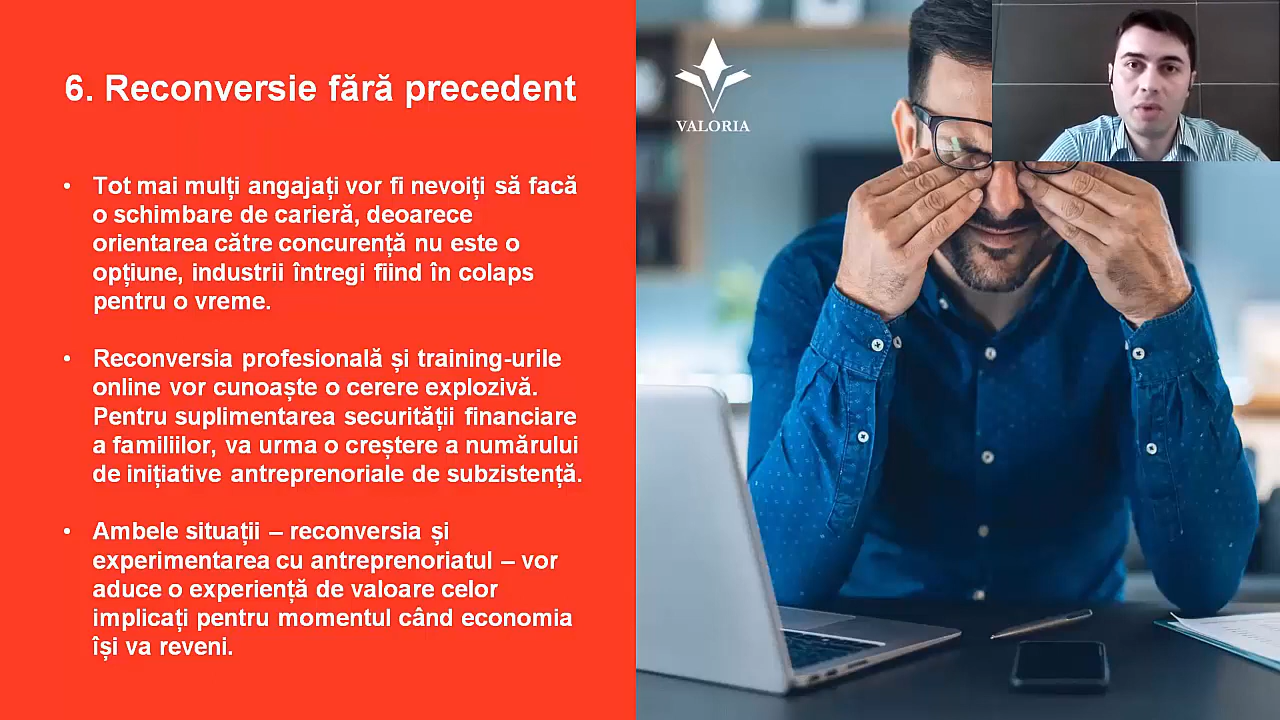 6. Reconversie fără precedent
VALORIA
• Tot mai mulți angajați vor fi nevoiți să facă
o schimbare de carieră, deoarece
orientarea către concurență nu este o
opțiune, industrii întregi fiind în colaps
pentru o vreme.
• Reconversia profesională și training-urile
online vor cunoaște o cerere explozivă.
Pentru suplimentarea securității financiare
a familiilor, va urma o creștere a numărului
de inițiative antreprenoriale de subzistență.
• Ambele situații – reconversia și
experimentarea cu antreprenoriatul – vor
aduce o experiență de valoare celor
implicați pentru momentul când economia
își va reveni.